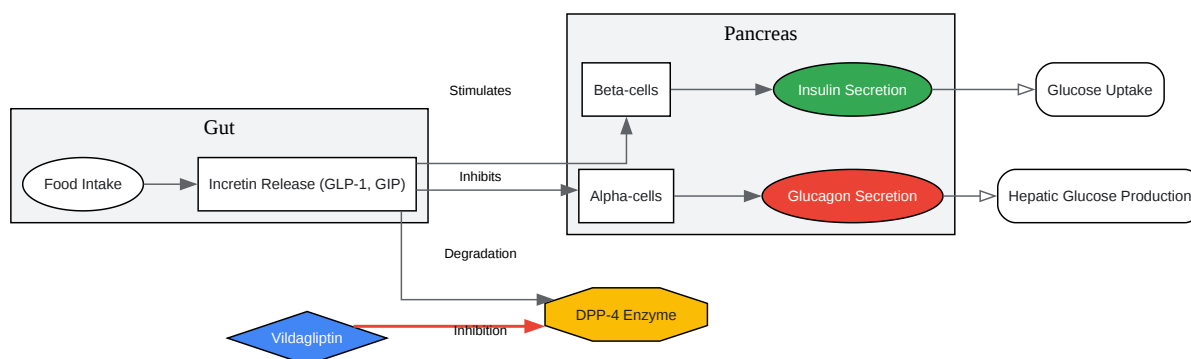 Pancreas
Beta-cells
Insulin Secretion
Glucose Uptake
Stimulates
Gut
Food Intake
Incretin Release (GLP-1, GIP)
Inhibits
Alpha-cells
Glucagon Secretion
Hepatic Glucose Production
Degradation
DPP-4 Enzyme
Vildagliptin
Inhibition